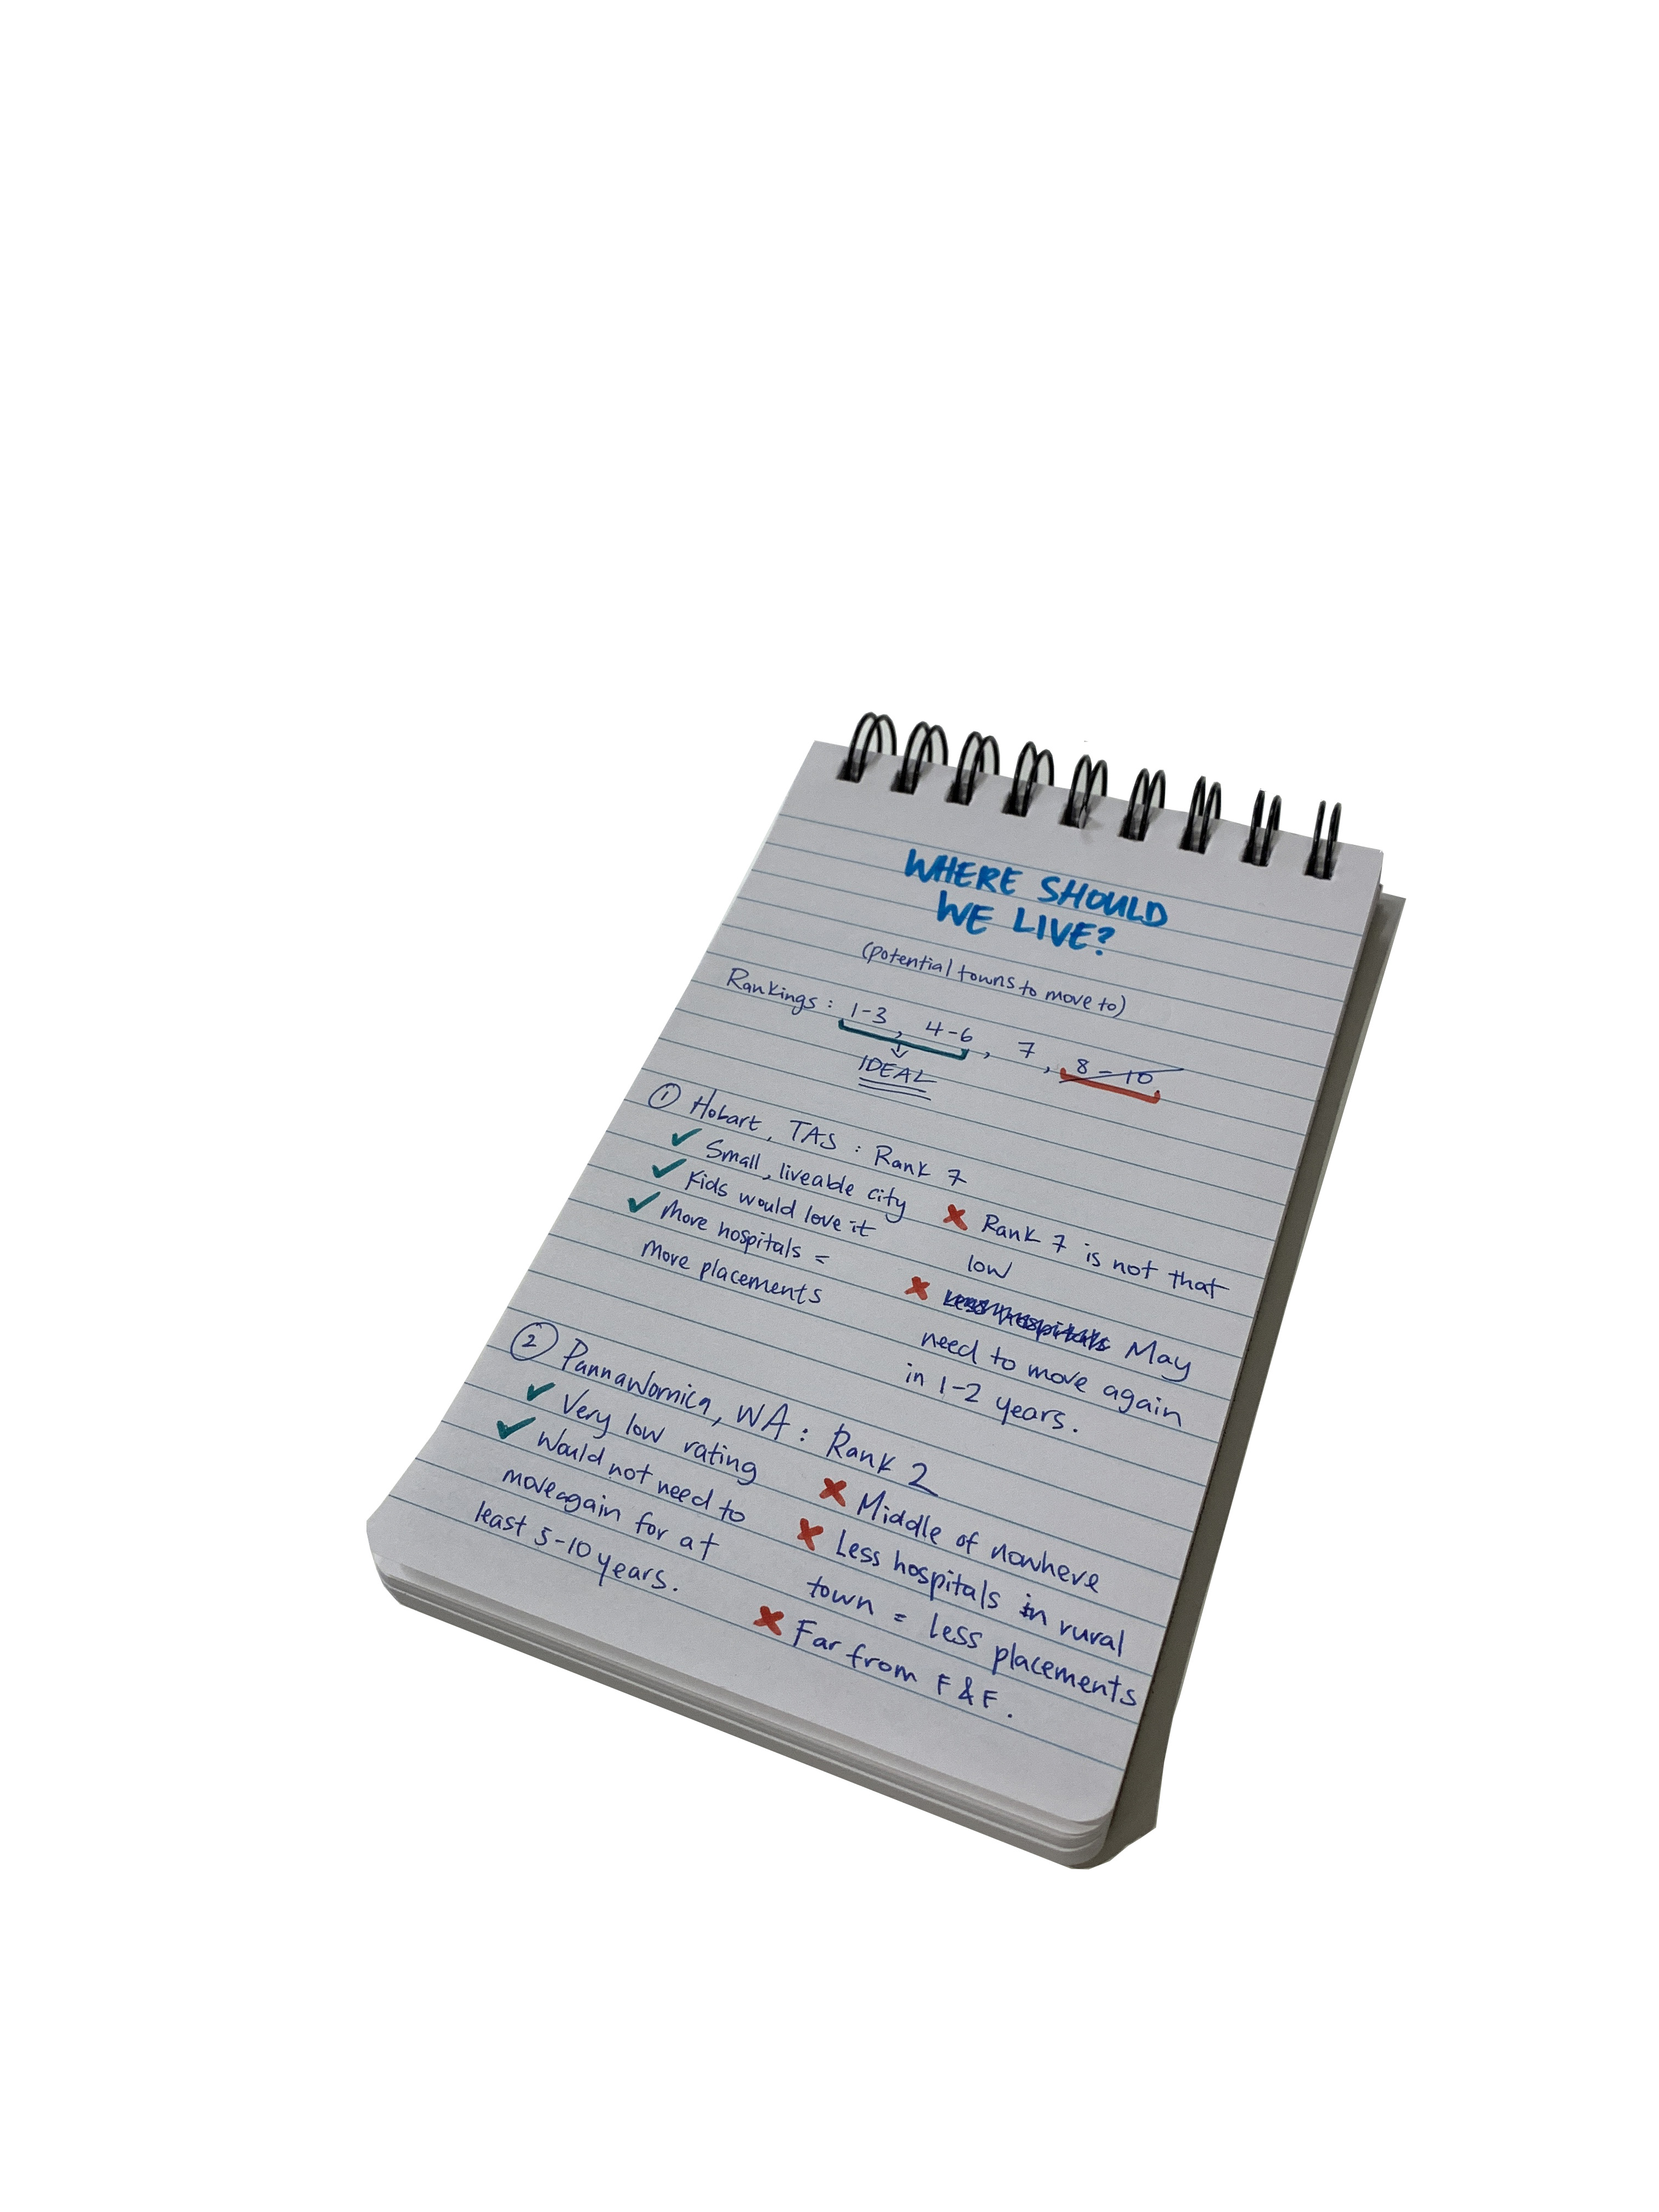 WHERE SHOULD
WE LIVE?
(potential towns to move to)
Rankings : 1-3, 4-6, 7, 8-10
IDEAL
① Hobart, TAS : Rank 7
Small, liveable city
Kids would love it
More hospitals =
more placements
Rank 7 is not that
low
Less hospitals May
need to move again
in 1-2 years.
② Pannawornica, WA : Rank 2
Very low rating
Would not need to
move again for at
least 5-10 years.
Middle of nowhere
Less hospitals in rural
town = less placements
Far from F & F.